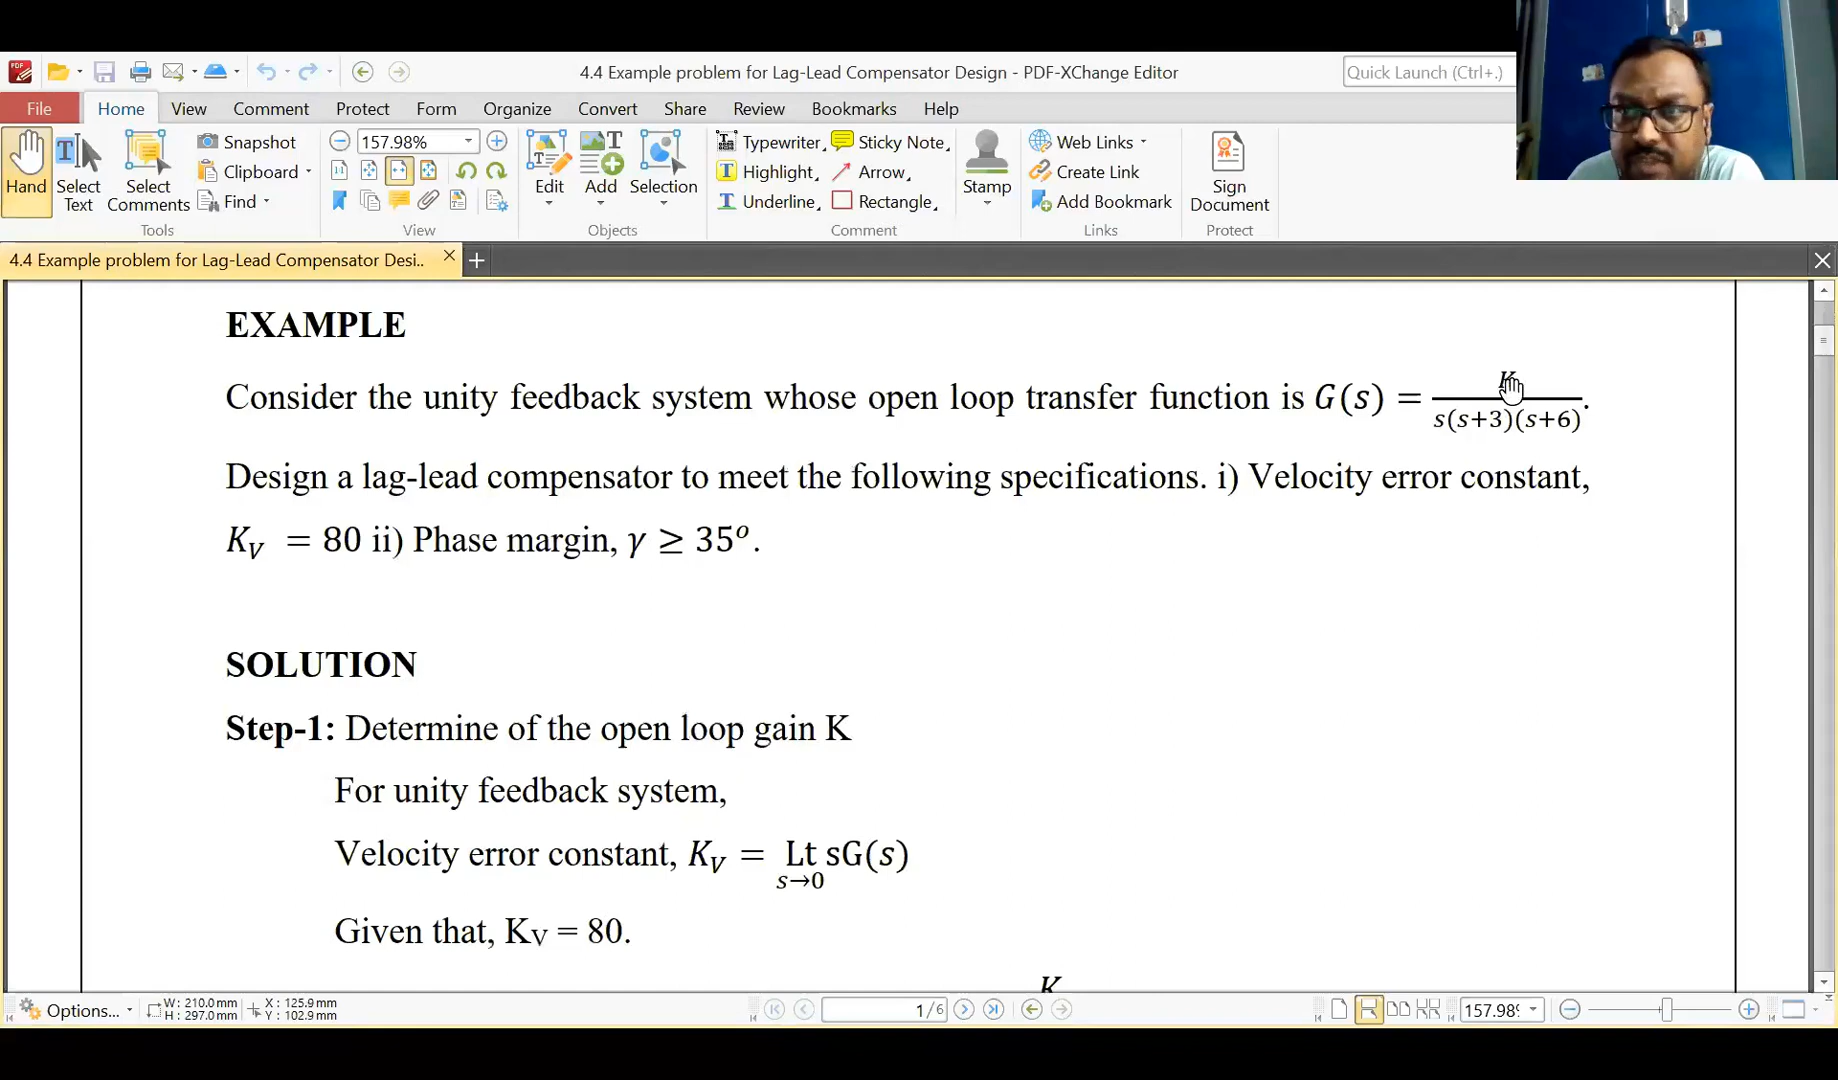 4.4 Example problem for Lag-Lead Compensator Design - PDF-XChange Editor
Quick Launch (Ctrl+.)
File Home View Comment Protect Form Organize Convert Share Review Bookmarks Help
Hand
Select Text
Select Comments
Snapshot
Clipboard
Find
Tools
157.98%
View
Edit
Add
Selection
Objects
Typewriter
Highlight
Underline
Sticky Note
Arrow
Rectangle
Comment
Stamp
Web Links
Create Link
Add Bookmark
Links
Sign Document
Protect
4.4 Example problem for Lag-Lead Compensator Desi..
EXAMPLE
Consider the unity feedback system whose open loop transfer function is G(s) = K/s(s+3)(s+6).
Design a lag-lead compensator to meet the following specifications. i) Velocity error constant,
K_V = 80 ii) Phase margin, γ ≥ 35°.
SOLUTION
Step-1: Determine of the open loop gain K
For unity feedback system,
Velocity error constant, K_V = Lt sG(s)
s→0
Given that, K_V = 80.
K
Options...
W: 210.0 mm
H: 297.0 mm
X: 125.9 mm
Y: 102.9 mm
1/6
157.98%